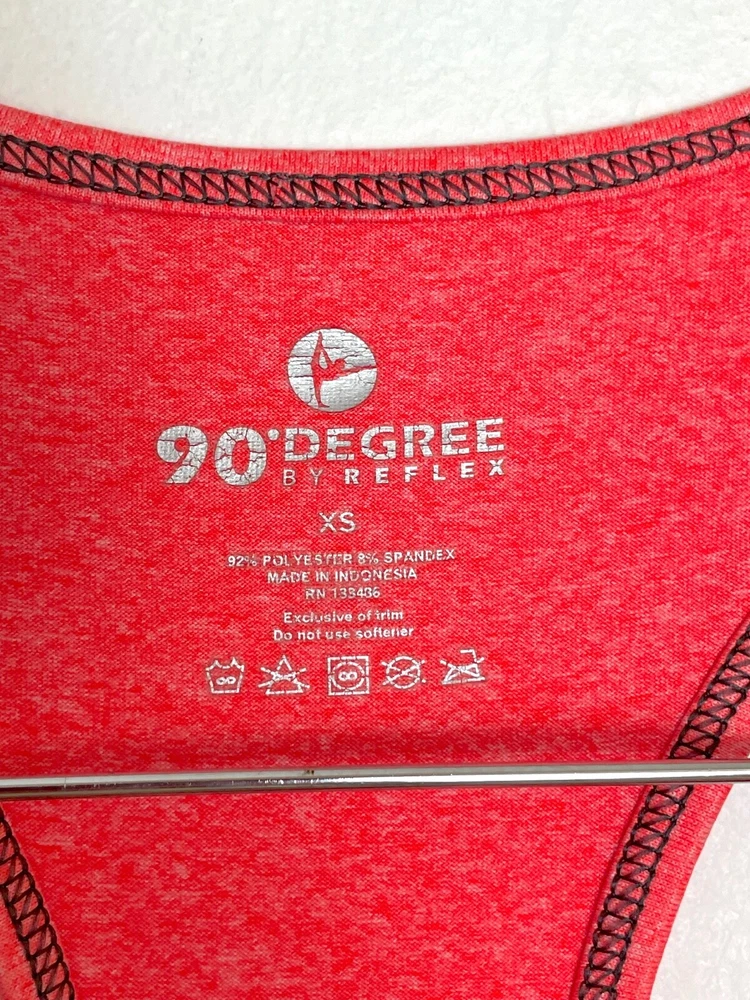 90°DEGREE
BY REFLEX
XS
92% POLYESTER 8% SPANDEX
MADE IN INDONESIA
RN 133486
Exclusive of trim
Do not use softener